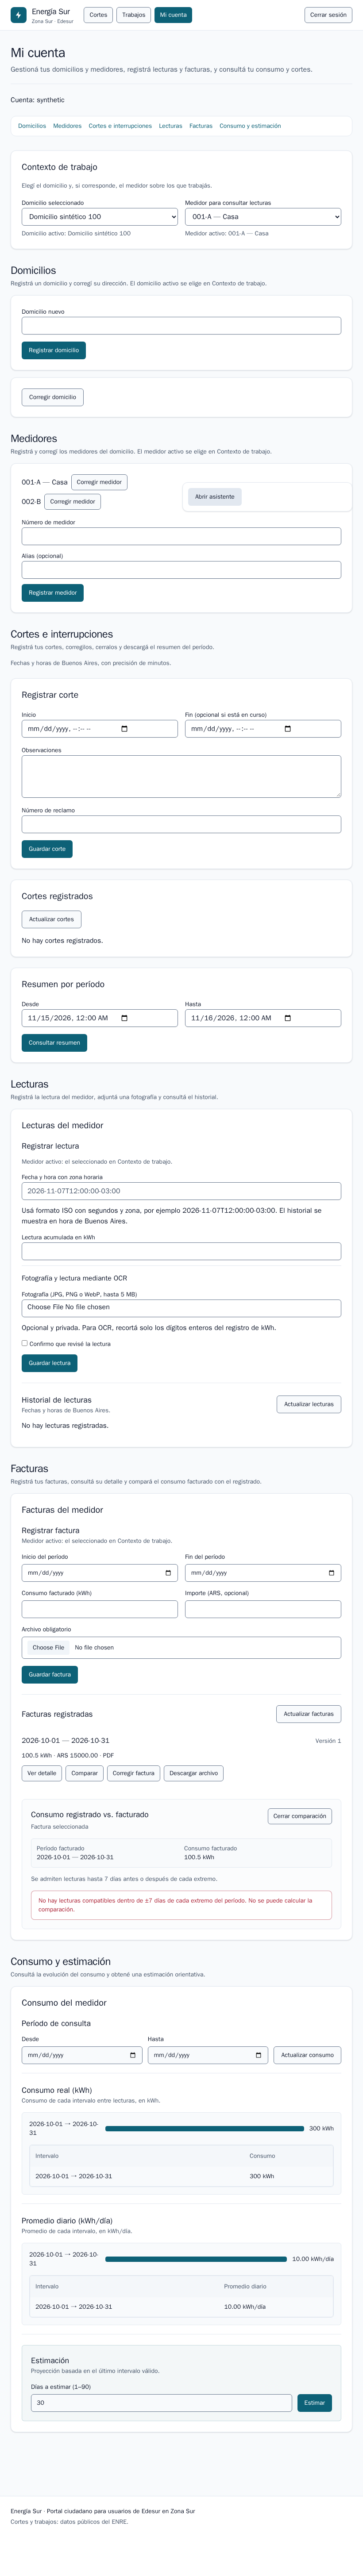 Energía Sur
Zona Sur · Edesur
Cortes
Trabajos
Mi cuenta
Cerrar sesión
Mi cuenta
Gestioná tus domicilios y medidores, registrá lecturas y facturas, y consultá tu consumo y cortes.
Cuenta: synthetic
Domicilios
Medidores
Cortes e interrupciones
Lecturas
Facturas
Consumo y estimación
Contexto de trabajo
Elegí el domicilio y, si corresponde, el medidor sobre los que trabajás.
Domicilio seleccionado
Domicilio sintético 100
Domicilio activo: Domicilio sintético 100
Medidor para consultar lecturas
001-A — Casa
Medidor activo: 001-A — Casa
Domicilios
Registrá un domicilio y corregí su dirección. El domicilio activo se elige en Contexto de trabajo.
Domicilio nuevo
Registrar domicilio
Corregir domicilio
Medidores
Registrá y corregí los medidores del domicilio. El medidor activo se elige en Contexto de trabajo.
001-A — Casa
Corregir medidor
002-B
Corregir medidor
Abrir asistente
Número de medidor
Alias (opcional)
Registrar medidor
Cortes e interrupciones
Registrá tus cortes, corregilos, cerralos y descargá el resumen del período.
Fechas y horas de Buenos Aires, con precisión de minutos.
Registrar corte
Inicio
mm/dd/yyyy, --:-- --
Fin (opcional si está en curso)
mm/dd/yyyy, --:-- --
Observaciones
Número de reclamo
Guardar corte
Cortes registrados
Actualizar cortes
No hay cortes registrados.
Resumen por período
Desde
11/15/2026, 12:00 AM
Hasta
11/16/2026, 12:00 AM
Consultar resumen
Lecturas
Registrá la lectura del medidor, adjuntá una fotografía y consultá el historial.
Lecturas del medidor
Registrar lectura
Medidor activo: el seleccionado en Contexto de trabajo.
Fecha y hora con zona horaria
2026-11-07T12:00:00-03:00
Usá formato ISO con segundos y zona, por ejemplo 2026-11-07T12:00:00-03:00. El historial se
muestra en hora de Buenos Aires.
Lectura acumulada en kWh
Fotografía y lectura mediante OCR
Fotografía (JPG, PNG o WebP, hasta 5 MB)
Choose File No file chosen
Opcional y privada. Para OCR, recortá solo los dígitos enteros del registro de kWh.
Confirmo que revisé la lectura
Guardar lectura
Historial de lecturas
Fechas y horas de Buenos Aires.
Actualizar lecturas
No hay lecturas registradas.
Facturas
Registrá tus facturas, consultá su detalle y compará el consumo facturado con el registrado.
Facturas del medidor
Registrar factura
Medidor activo: el seleccionado en Contexto de trabajo.
Inicio del período
mm/dd/yyyy
Fin del período
mm/dd/yyyy
Consumo facturado (kWh)
Importe (ARS, opcional)
Archivo obligatorio
Choose File No file chosen
Guardar factura
Facturas registradas
Actualizar facturas
2026-10-01 — 2026-10-31
Versión 1
100.5 kWh · ARS 15000.00 · PDF
Ver detalle
Comparar
Corregir factura
Descargar archivo
Consumo registrado vs. facturado
Factura seleccionada
Cerrar comparación
Período facturado
2026-10-01 — 2026-10-31
Consumo facturado
100.5 kWh
Se admiten lecturas hasta 7 días antes o después de cada extremo.
No hay lecturas compatibles dentro de ±7 días de cada extremo del período. No se puede calcular la
comparación.
Consumo y estimación
Consultá la evolución del consumo y obtené una estimación orientativa.
Consumo del medidor
Período de consulta
Desde
mm/dd/yyyy
Hasta
mm/dd/yyyy
Actualizar consumo
Consumo real (kWh)
Consumo de cada intervalo entre lecturas, en kWh.
2026-10-01 → 2026-10-
31
300 kWh
Intervalo
Consumo
2026-10-01 → 2026-10-31
300 kWh
Promedio diario (kWh/día)
Promedio de cada intervalo, en kWh/día.
2026-10-01 → 2026-10-
31
10.00 kWh/día
Intervalo
Promedio diario
2026-10-01 → 2026-10-31
10.00 kWh/día
Estimación
Proyección basada en el último intervalo válido.
Días a estimar (1–90)
30
Estimar
Energía Sur · Portal ciudadano para usuarios de Edesur en Zona Sur
Cortes y trabajos: datos públicos del ENRE.